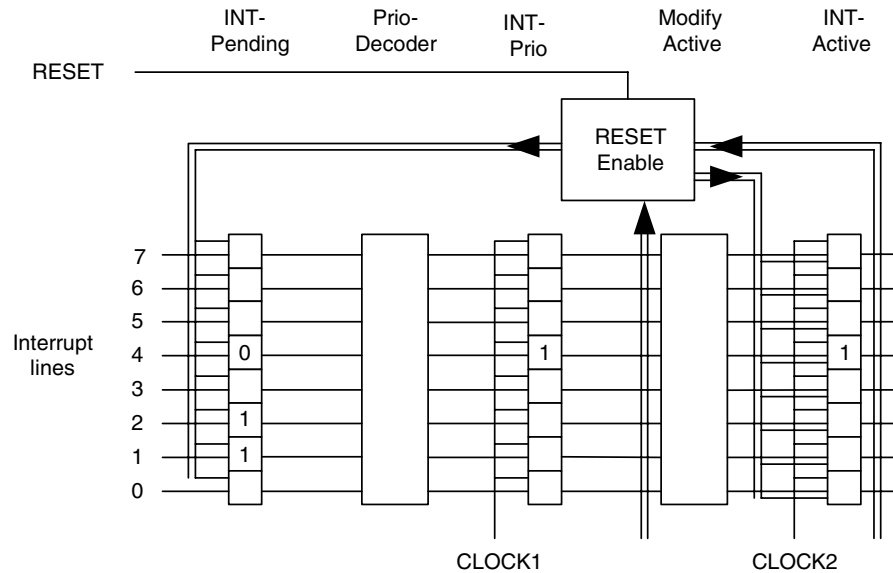 INT-
Pending
Prio-
Decoder
INT-
Prio
Modify
Active
INT-
Active
RESET
RESET
Enable
7
6
5
Interrupt
lines
4
0
1
1
3
2
1
1
1
0
CLOCK1
CLOCK2